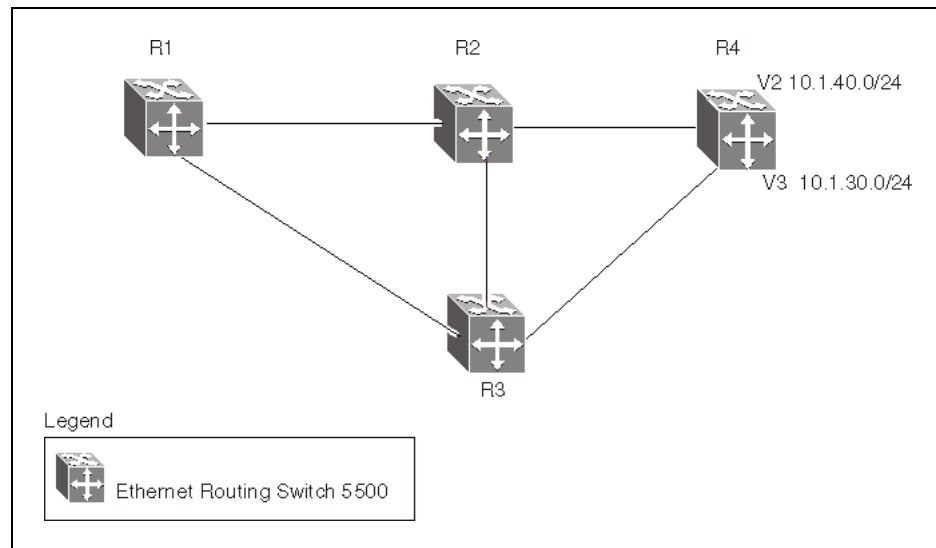 R1
R2
R4
V2 10.1.40.0/24
V3 10.1.30.0/24
R3
Legend
Ethernet Routing Switch 5500